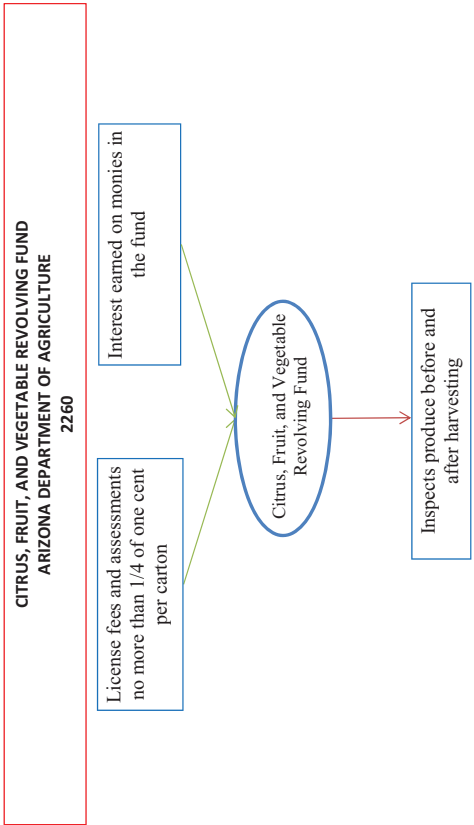 CITRUS, FRUIT, AND VEGETABLE REVOLVING FUND
ARIZONA DEPARTMENT OF AGRICULTURE
2260
License fees and assessments
no more than 1/4 of one cent
per carton
Interest earned on monies in
the fund
Citrus, Fruit, and Vegetable
Revolving Fund
Inspects produce before and
after harvesting